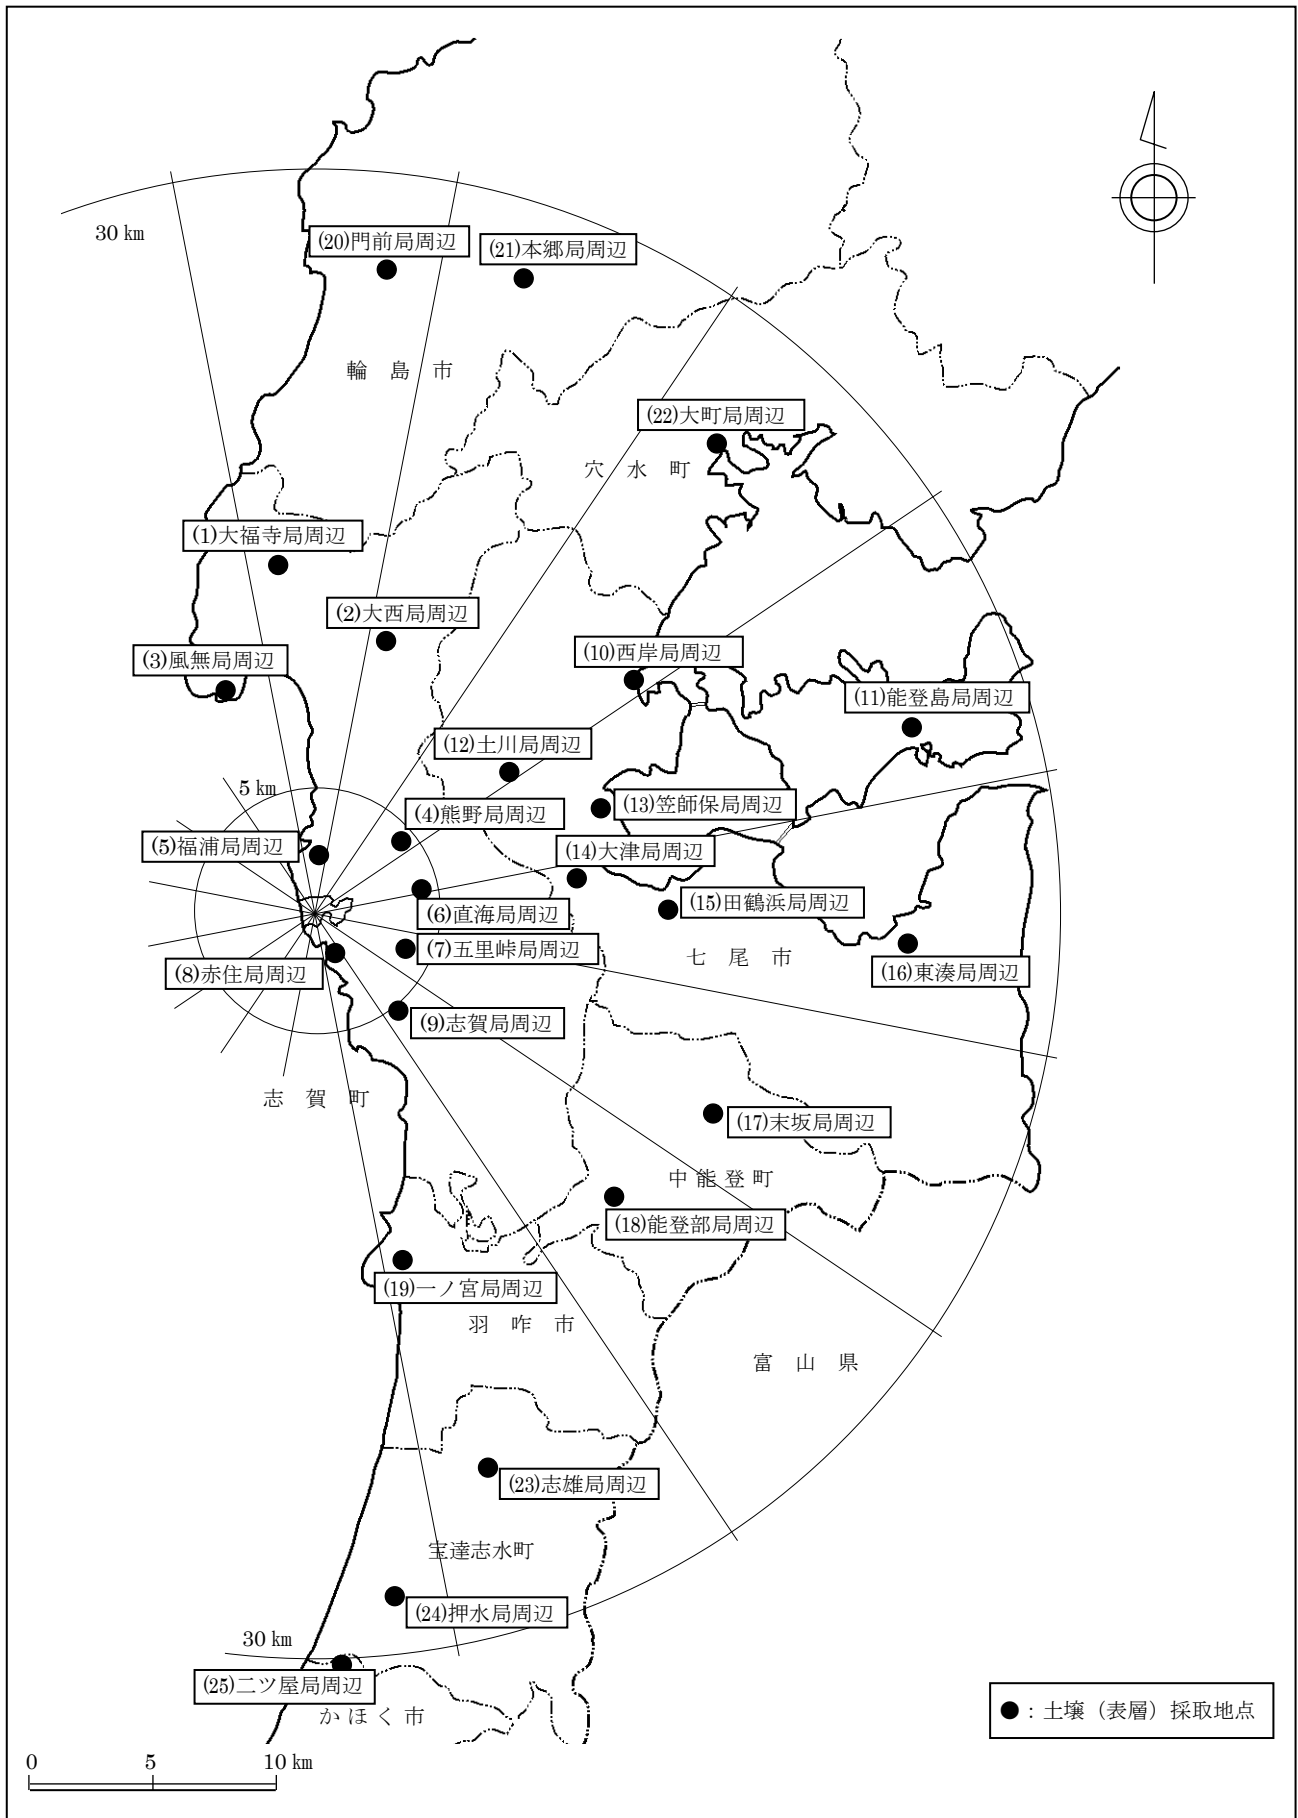 30 ㎞
(20)門前局周辺
(21)本郷局周辺
輪 島 市
(22)大町局周辺
穴 水 町
(1)大福寺局周辺
(2)大西局周辺
(3)風無局周辺
(10)西岸局周辺
(11)能登島局周辺
(12)土川局周辺
5 ㎞
(4)熊野局周辺
(13)笠師保局周辺
(5)福浦局周辺
(14)大津局周辺
(15)田鶴浜局周辺
(6)直海局周辺
(7)五里峠局周辺
七 尾 市
(16)東湊局周辺
(8)赤住局周辺
(9)志賀局周辺
志 賀 町
(17)末坂局周辺
中 能 登 町
(18)能登部局周辺
(19)一ノ宮局周辺
羽 咋 市
富 山 県
(23)志雄局周辺
宝達志水町
(24)押水局周辺
30 ㎞
(25)二ツ屋局周辺
か ほ く 市
●：土壌（表層）採取地点
0 5 10 ㎞